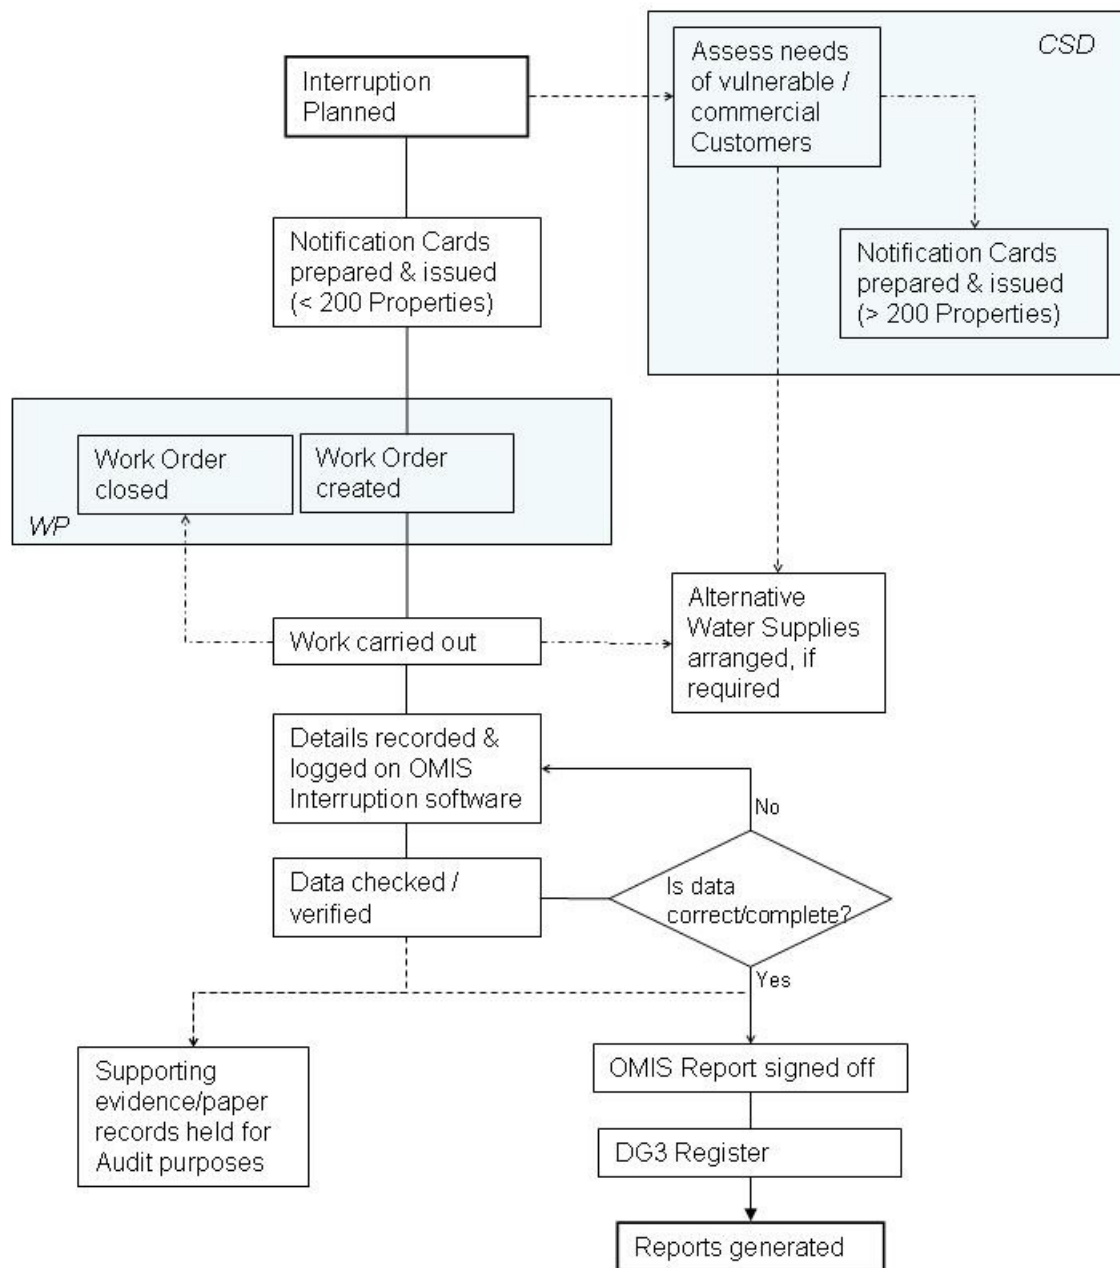 Interruption
Planned
Assess needs
of vulnerable /
commercial
Customers
CSD
Notification Cards
prepared & issued
(< 200 Properties)
Notification Cards
prepared & issued
(> 200 Properties)
Work Order
closed
Work Order
created
WP
Work carried out
Alternative
Water Supplies
arranged, if
required
Details recorded &
logged on OMIS
Interruption software
No
Data checked /
verified
Is data
correct/complete?
Yes
Supporting
evidence/paper
records held for
Audit purposes
OMIS Report signed off
DG3 Register
Reports generated